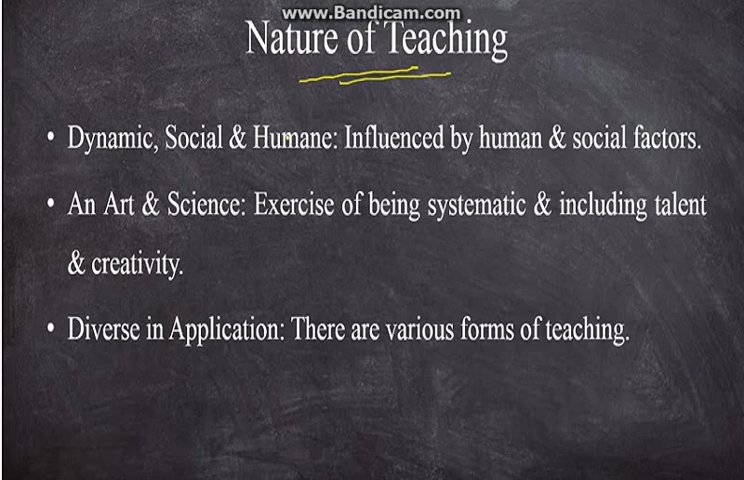 www.Bandicam.com
Nature of Teaching
• Dynamic, Social & Humane: Influenced by human & social factors.
• An Art & Science: Exercise of being systematic & including talent
& creativity.
• Diverse in Application: There are various forms of teaching.